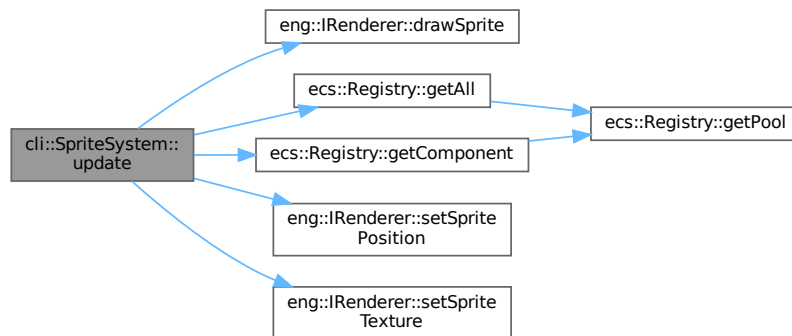 eng::IRenderer::drawSprite
ecs::Registry::getAll
ecs::Registry::getPool
cli::SpriteSystem::
update
ecs::Registry::getComponent
eng::IRenderer::setSprite
Position
eng::IRenderer::setSprite
Texture